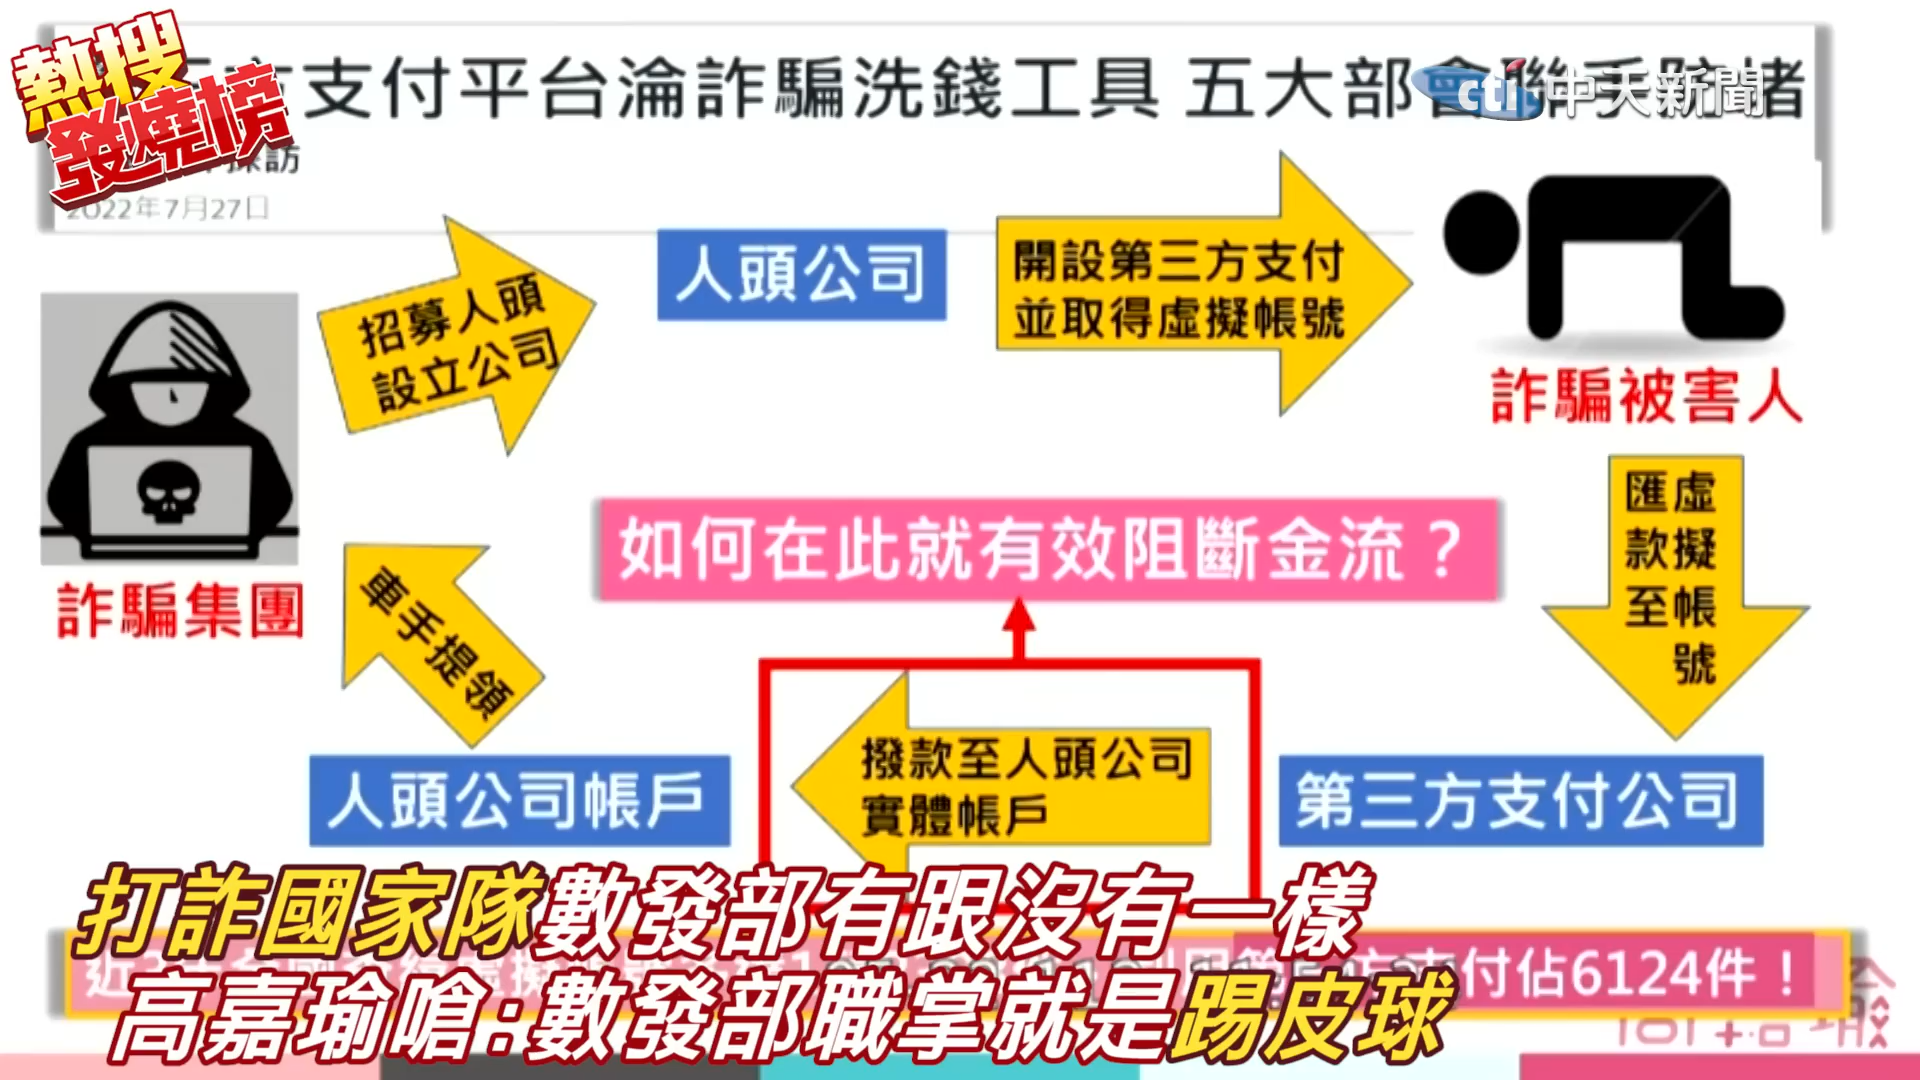 熱搜
發燒榜
方支付平台淪詐騙洗錢工具 五大部會聯手防堵
採訪
2022年7月27日
cti 中天新聞
招募人頭
設立公司
人頭公司
開設第三方支付
並取得虛擬帳號
詐騙被害人
匯款至
虛擬帳號
如何在此就有效阻斷金流？
詐騙集團
車手提領
人頭公司帳戶
撥款至人頭公司
實體帳戶
第三方支付公司
打詐國家隊數發部有跟沒有一樣
方支付佔6124件！
高嘉瑜嗆:數發部職掌就是踢皮球